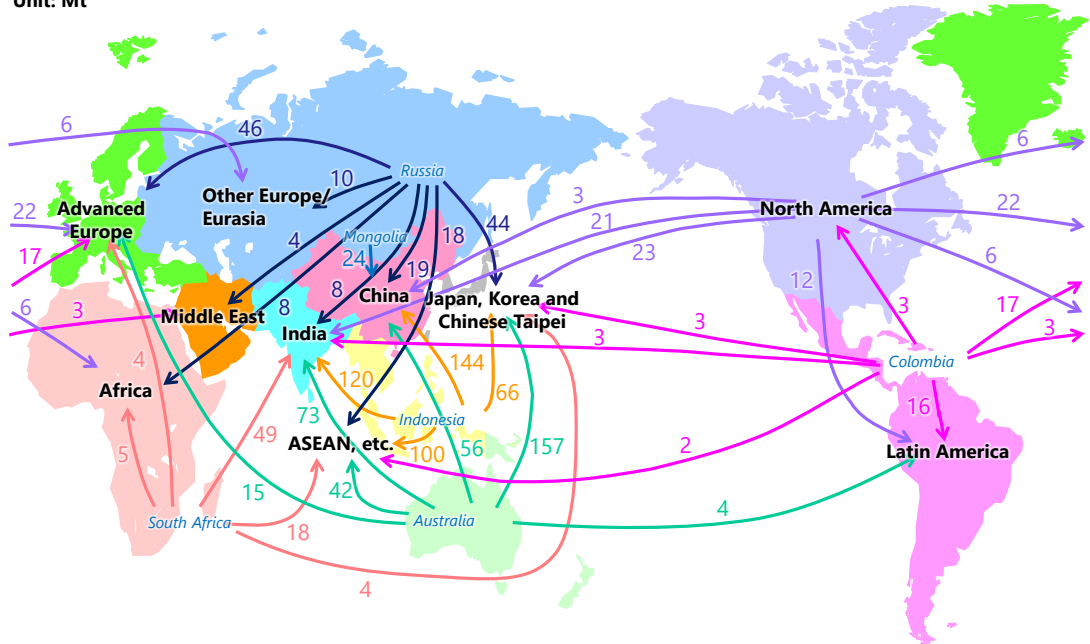 Unit: Mt
6
46
Russia
10
Other Europe/
Eurasia
3
6
Advanced
Europe
22
North America
22
21
44
18
4
Mongolia
24
19
23
17
6
12
China
Japan, Korea and
Chinese Taipei
8
8
India
Middle East
6
3
3
17
3
3
3
Colombia
4
Africa
144
120
66
16
73
Indonesia
5
49
ASEAN, etc.
100
56
157
2
Latin America
15
42
4
South Africa
18
Australia
4